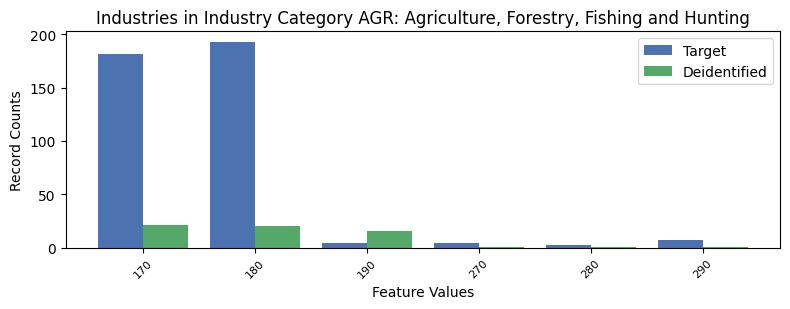 Industries in Industry Category AGR: Agriculture, Forestry, Fishing and Hunting
Target
Deidentified
Record Counts
200
150
100
50
0
170
180
190
270
280
290
Feature Values